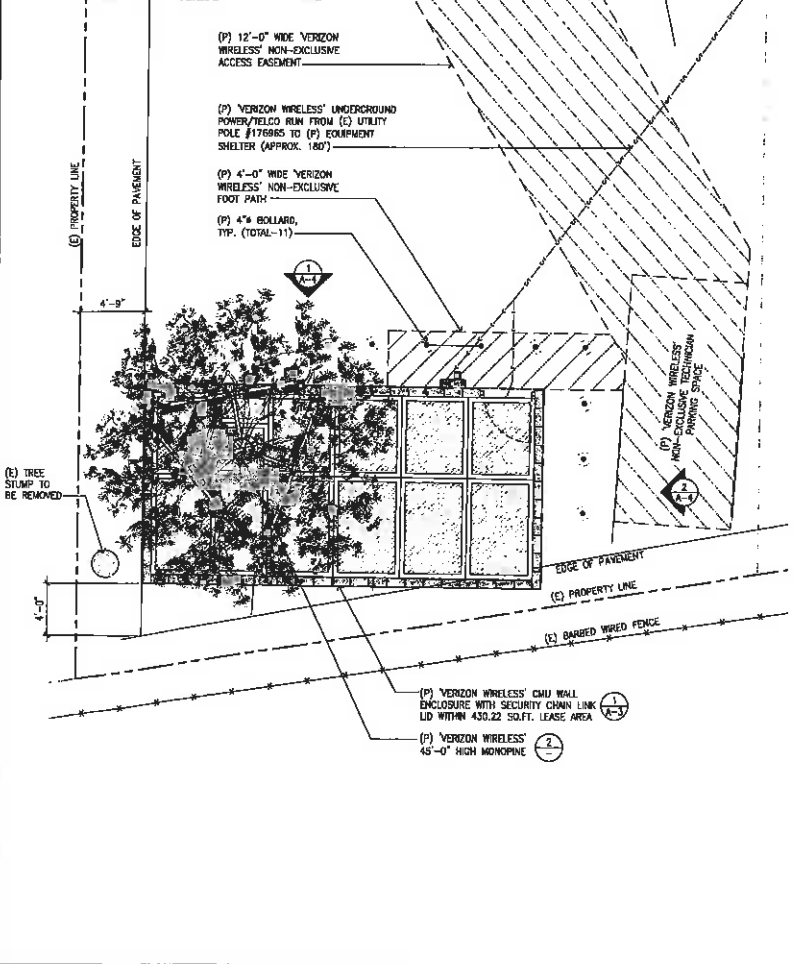 (P) 12'-0" WIDE 'VERIZON
WIRELESS' NON-EXCLUSIVE
ACCESS EASEMENT
(P) 'VERIZON WIRELESS' UNDERGROUND
POWER/TELCO RUN FROM (E) UTILITY
POLE #176965 TO (P) EQUIPMENT
SHELTER (APPROX. 180')
(P) 4'-0" WIDE 'VERIZON
WIRELESS' NON-EXCLUSIVE
FOOT PATH
(P) 4"ø BOLLARD,
TYP. (TOTAL-11)
(E) PROPERTY LINE
EDGE OF PAVEMENT
1
A-4
4'-9"
(P) 'VERIZON WIRELESS'
NON-EXCLUSIVE TECHNICIAN
PARKING SPACE
2
A-4
(E) TREE
STUMP TO
BE REMOVED
4'-0"
EDGE OF PAVEMENT
(E) PROPERTY LINE
(E) BARBED WIRED FENCE
(P) 'VERIZON WIRELESS' CMU WALL
ENCLOSURE WITH SECURITY CHAIN LINK
LID WITHIN 430.22 SQ.FT. LEASE AREA
1
A-3
(P) 'VERIZON WIRELESS'
45'-0" HIGH MONOPINE
2
-